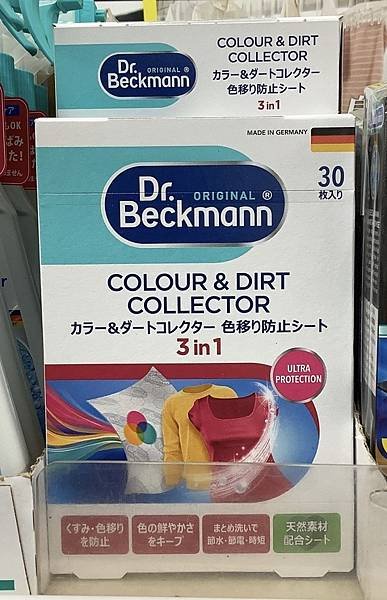 Dr.
Beckmann
ORIGINAL ®
COLOUR & DIRT
COLLECTOR
カラー&ダートコレクター
色移り防止シート
3 in 1
MADE IN GERMANY
Dr.
Beckmann
ORIGINAL ®
30
枚入り
COLOUR & DIRT
COLLECTOR
カラー&ダートコレクター 色移り防止シート
3 in 1
ULTRA
PROTECTION
くすみ・色移り
を防止
色の鮮やかさ
をキープ
まとめ洗いで
節水・節電・時短
天然素材
配合シート